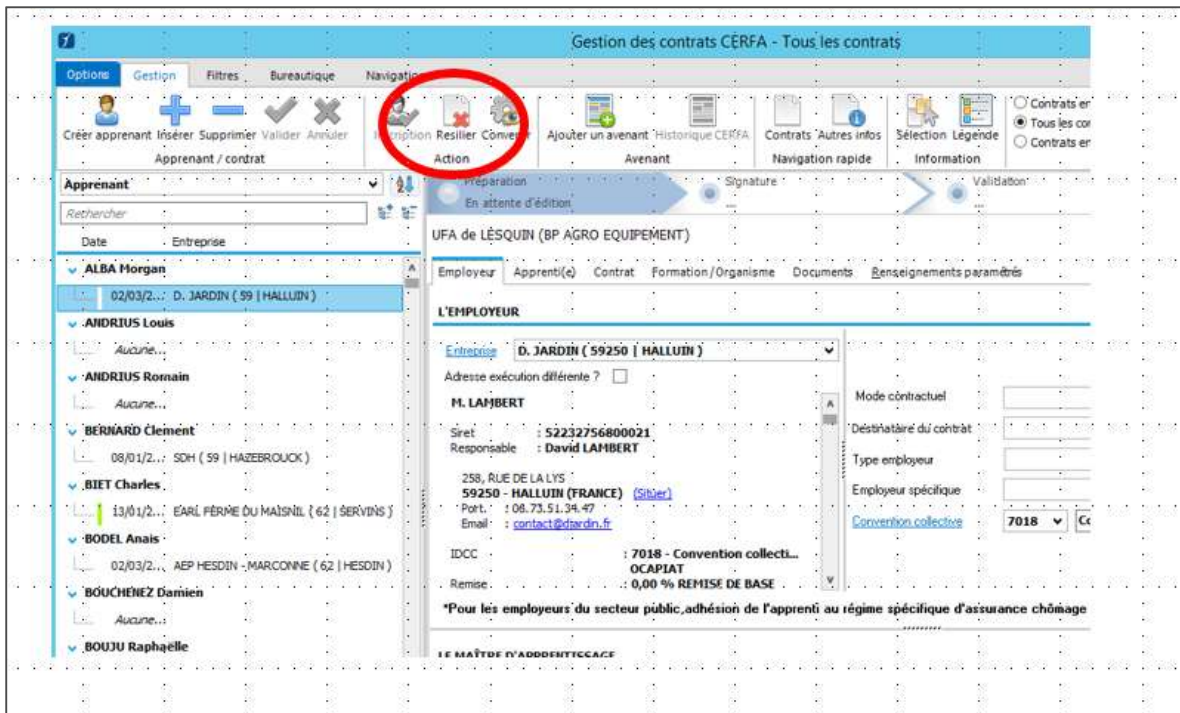 Gestion des contrats CERFA - Tous les contrats
Options Gestion Filtres Bureautique Navigation
Créer apprenant Insérer Supprimer Valider Annuler Inscription Resilier Convertir Ajouter un avenant Historique CERFA Contrats Autres infos Sélection Légende
Contrats en
Tous les con
Contrats en
Apprenant / contrat Action Avenant Navigation rapide Information
Apprenant
Préparation Signature Validation
En attente d'édition ... ...
Rechercher
UFA de LESQUIN (BP AGRO EQUIPEMENT)
Date Entreprise
Employeur Apprenti(e) Contrat Formation/Organisme Documents Renseignements paramétrés
ALBA Morgan
02/03/2... D. JARDIN ( 59 | HALLUIN )
ANDRIUS Louis
Aucune...
ANDRIUS Romain
Aucune...
BERNARD Clement
08/01/2... SDH ( 59 | HAZEBROUCK )
BIET Charles
13/01/2... EARL FERME DU MAISNIL ( 62 | SERVINS )
BODEL Anais
02/03/2... AEP HESDIN - MARCONNE ( 62 | HESDIN )
BOUCHENEZ Damien
Aucune...
BOUJU Raphaëlle
L'EMPLOYEUR
Entreprise D. JARDIN ( 59250 | HALLUIN )
Adresse exécution différente ?
M. LAMBERT
Siret : 52232756800021
Responsable : David LAMBERT
258, RUE DE LA LYS
59250 - HALLUIN (FRANCE) (Situer)
Port. : 06.73.51.34.47
Email : contact@djardin.fr
IDCC : 7018 - Convention collecti...
OCAPIAT
Remise : 0,00 % REMISE DE BASE
Mode contractuel
Destinataire du contrat
Type employeur
Employeur spécifique
Convention collective 7018 Co
*Pour les employeurs du secteur public,adhésion de l'apprenti au régime spécifique d'assurance chômage
LE MAÎTRE D'APPRENTISSAGE